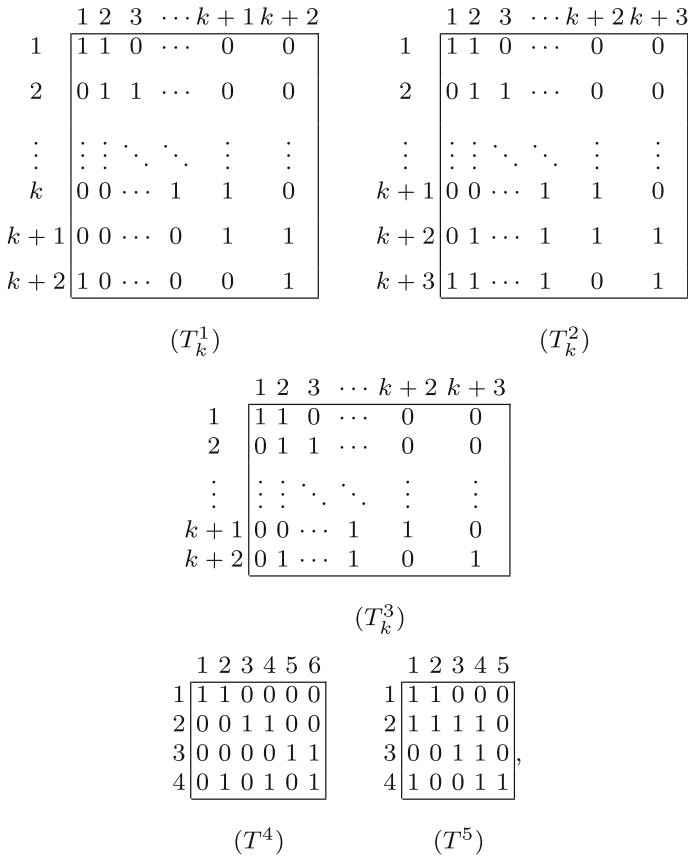 1 2 3 ··· k + 1 k + 2 1 2 3 ··· k + 2 k + 3
1 1 1 0 ··· 0 0 1 1 1 0 ··· 0 0
2 0 1 1 ··· 0 0 2 0 1 1 ··· 0 0
⋮ ⋮ ⋮ ⋱ ⋱ ⋮ ⋮ ⋮ ⋮ ⋮ ⋱ ⋱ ⋮ ⋮
k 0 0 ··· 1 1 0 k + 1 0 0 ··· 1 1 0
k + 1 0 0 ··· 0 1 1 k + 2 0 1 ··· 1 1 1
k + 2 1 0 ··· 0 0 1 k + 3 1 1 ··· 1 0 1
(T_k^1) (T_k^2)
1 2 3 ··· k + 2 k + 3
1 1 1 0 ··· 0 0
2 0 1 1 ··· 0 0
⋮ ⋮ ⋮ ⋱ ⋱ ⋮ ⋮
k + 1 0 0 ··· 1 1 0
k + 2 0 1 ··· 1 0 1
(T_k^3)
1 2 3 4 5 6 1 2 3 4 5
1 1 1 0 0 0 0 1 1 1 0 0 0
2 0 0 1 1 0 0 2 1 1 1 1 0
3 0 0 0 0 1 1 3 0 0 1 1 0 ,
4 0 1 0 1 0 1 4 1 0 0 1 1
(T^4) (T^5)